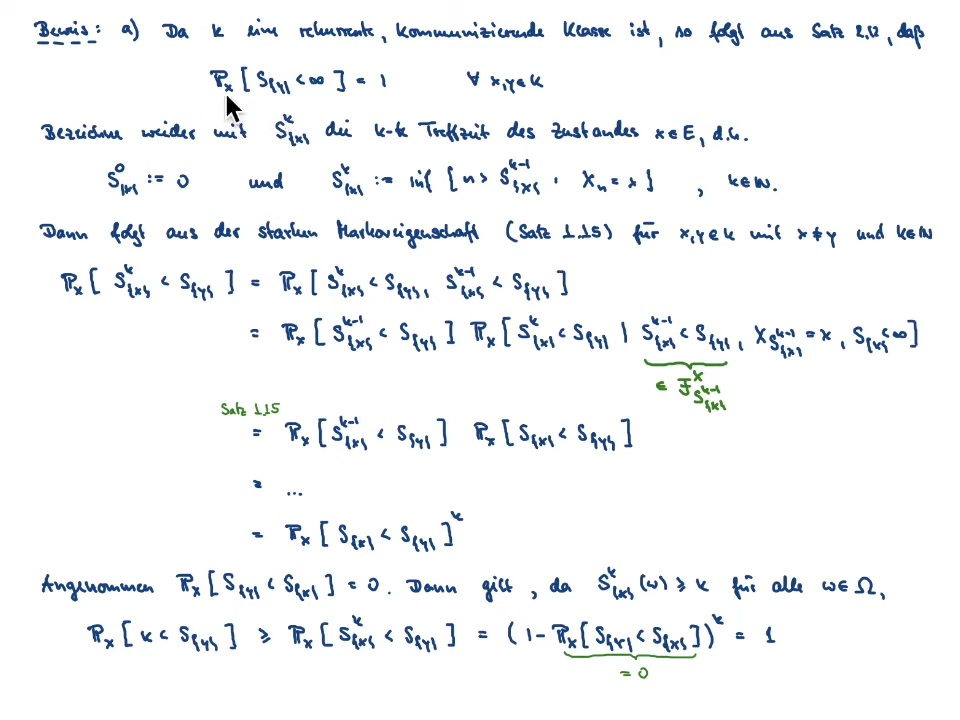 Beweis: a) Da K eine rekurrente, kommunizierende Klasse ist, so folgt aus Satz 2.12, daß
ℙ_x [ S_{y} < ∞ ] = 1 ∀ x,y ∈ K
Bezeichne weider mit S^k_{x} die k-te Treffzeit des Zustandes x ∈ E, d.h.
S^0_{x} := 0 und S^k_{x} := inf { n > S^{k-1}_{x} : X_n = x } , k ∈ ℕ.
Dann folgt aus der starken Markoveigenschaft (Satz 1.15) für x,y ∈ K mit x ≠ y und k ∈ ℕ
ℙ_x [ S^k_{x} < S_{y} ] = ℙ_x [ S^k_{x} < S_{y}, S^{k-1}_{x} < S_{y} ]
= ℙ_x [ S^{k-1}_{x} < S_{y} ] ℙ_x [ S^k_{x} < S_{y} | S^{k-1}_{x} < S_{y}, X_{S^{k-1}_{x}} = x, S^{k-1}_{x} < ∞ ]
∈ ℱ^X_{S^{k-1}_{x}}
Satz 1.15
= ℙ_x [ S^{k-1}_{x} < S_{y} ] ℙ_x [ S_{x} < S_{y} ]
= ...
= ℙ_x [ S_{x} < S_{y} ]^k
Angenommen ℙ_x [ S_{y} < S_{x} ] = 0. Dann gilt, da S^k_{x}(ω) ≥ k für alle ω ∈ Ω,
ℙ_x [ k < S_{y} ] ≥ ℙ_x [ S^k_{x} < S_{y} ] = ( 1 - ℙ_x [ S_{y} < S_{x} ] )^k = 1
= 0